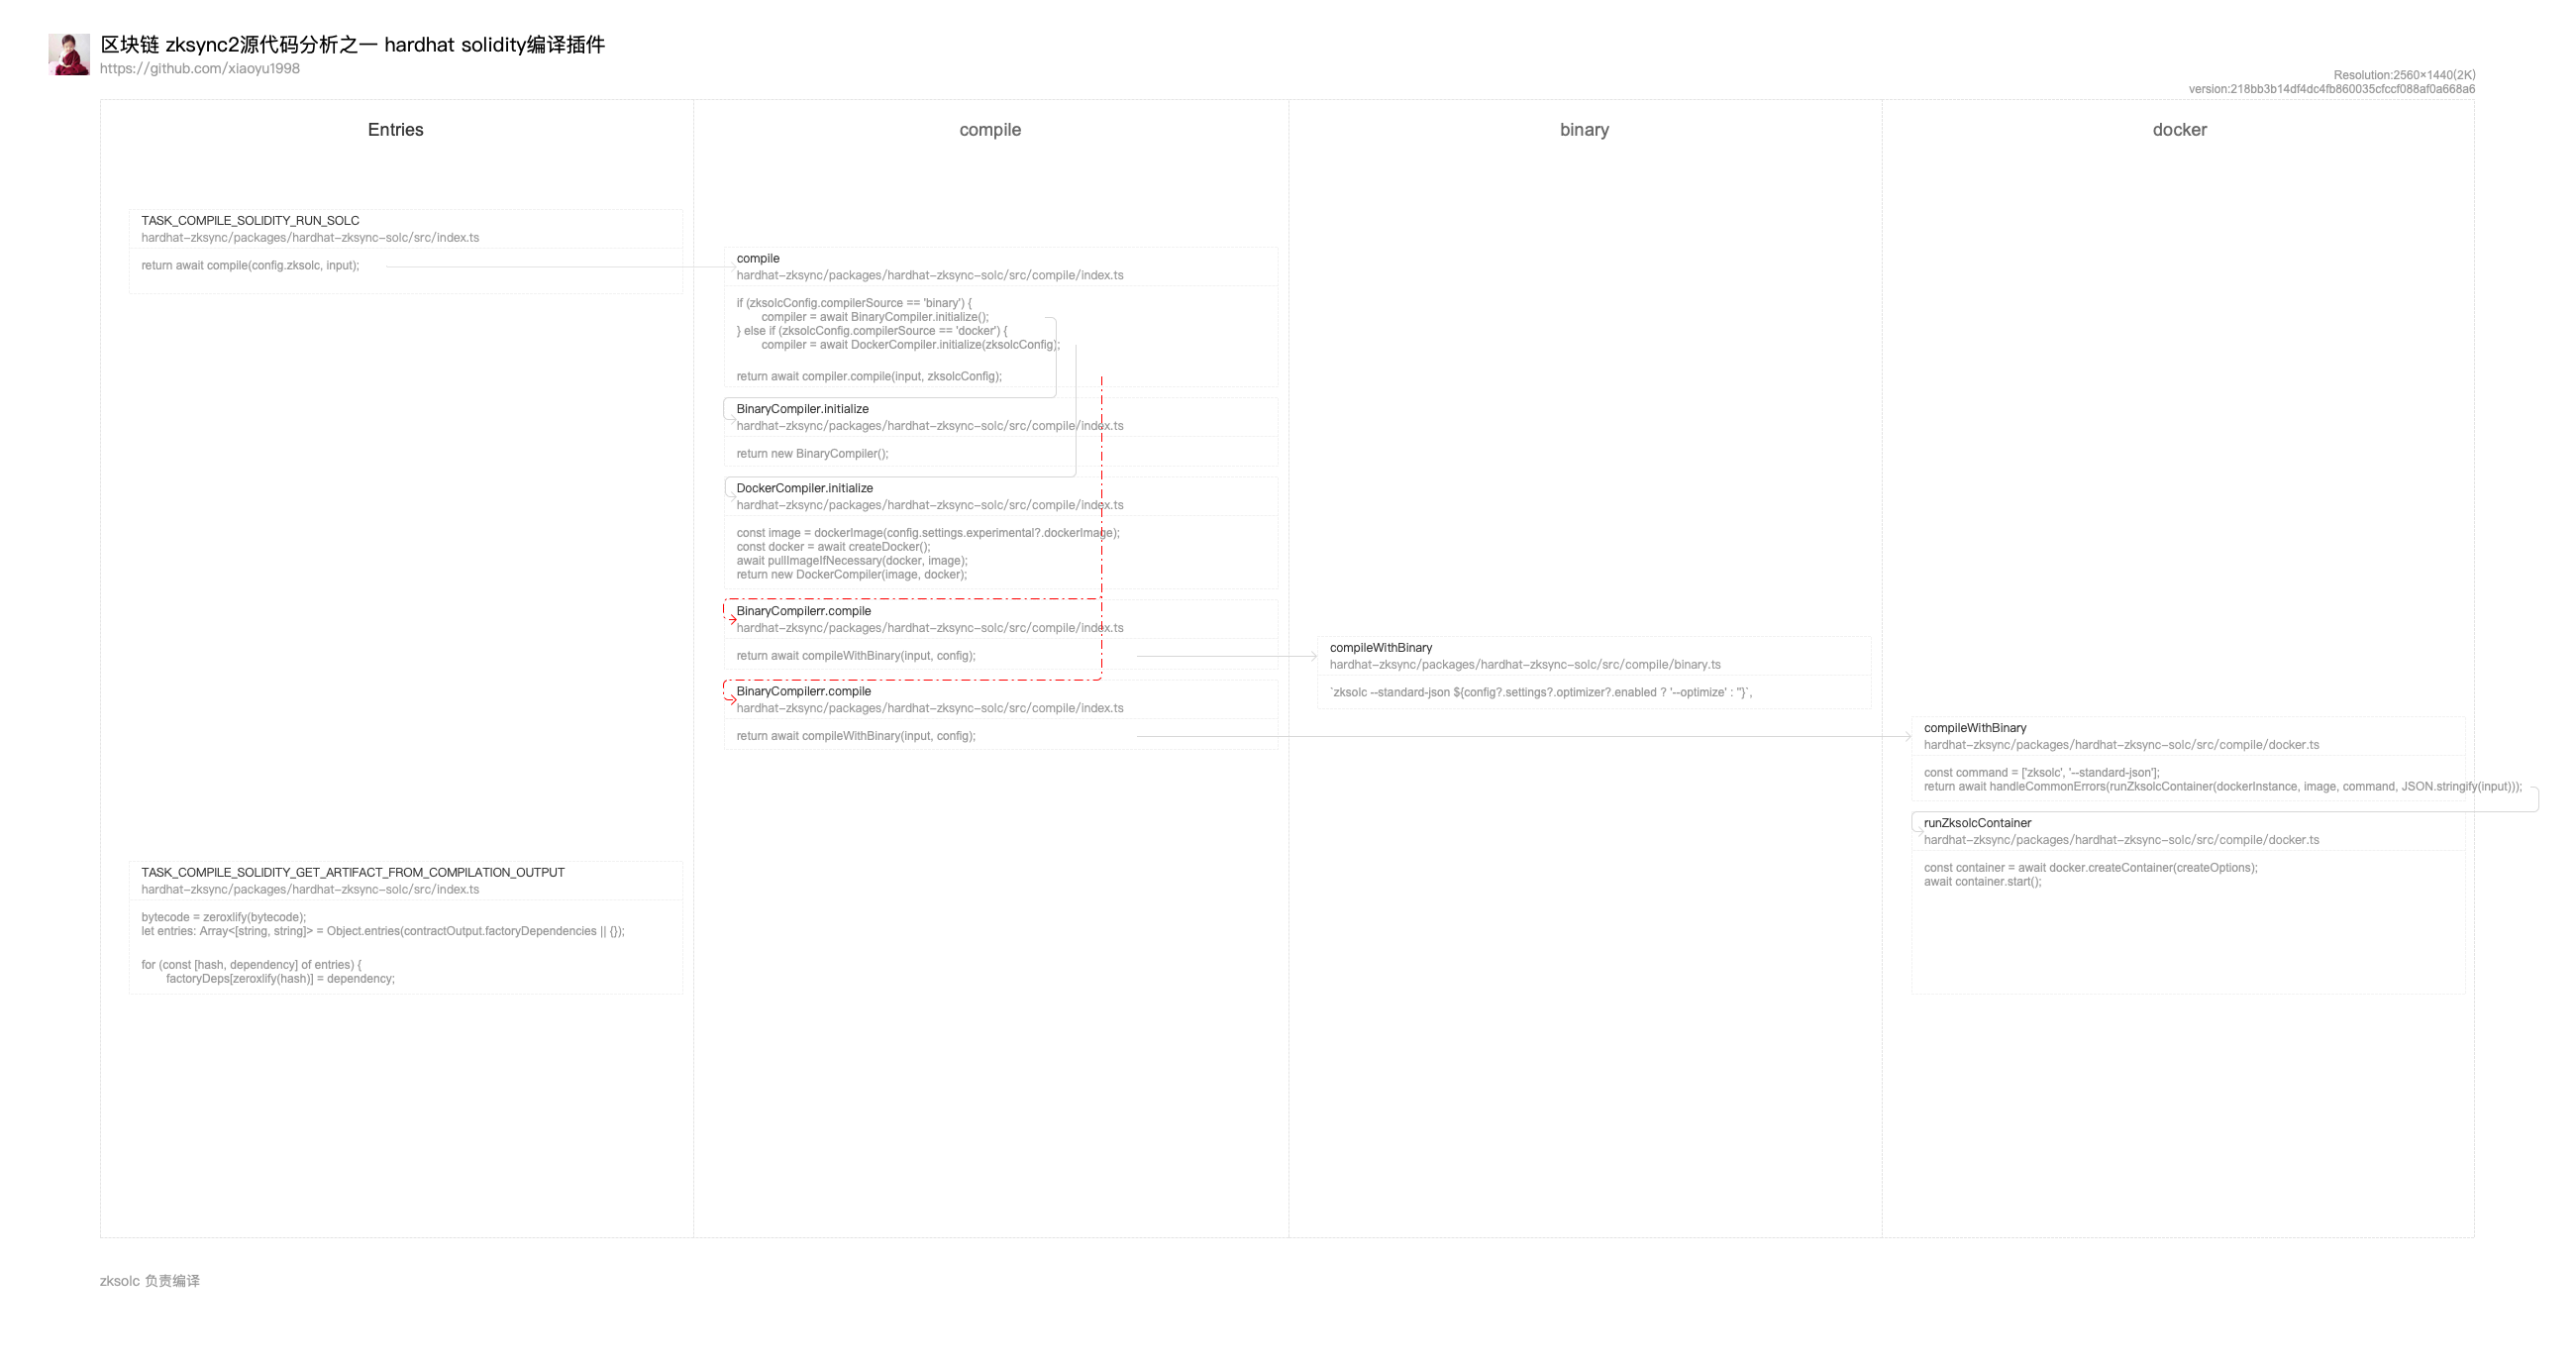 区块链 zksync2源代码分析之一 hardhat solidity编译插件
https://github.com/xiaoyu1998
Resolution:2560×1440(2K)
version:218bb3b14df4dc4fb860035cfccf088af0a668a6
Entries
compile
binary
docker
TASK_COMPILE_SOLIDITY_RUN_SOLC
hardhat-zksync/packages/hardhat-zksync-solc/src/index.ts
return await compile(config.zksolc, input);
compile
hardhat-zksync/packages/hardhat-zksync-solc/src/compile/index.ts
if (zksolcConfig.compilerSource == 'binary') {
compiler = await BinaryCompiler.initialize();
} else if (zksolcConfig.compilerSource == 'docker') {
compiler = await DockerCompiler.initialize(zksolcConfig);
return await compiler.compile(input, zksolcConfig);
BinaryCompiler.initialize
hardhat-zksync/packages/hardhat-zksync-solc/src/compile/index.ts
return new BinaryCompiler();
DockerCompiler.initialize
hardhat-zksync/packages/hardhat-zksync-solc/src/compile/index.ts
const image = dockerImage(config.settings.experimental?.dockerImage);
const docker = await createDocker();
await pullImageIfNecessary(docker, image);
return new DockerCompiler(image, docker);
BinaryCompilerr.compile
hardhat-zksync/packages/hardhat-zksync-solc/src/compile/index.ts
return await compileWithBinary(input, config);
BinaryCompilerr.compile
hardhat-zksync/packages/hardhat-zksync-solc/src/compile/index.ts
return await compileWithBinary(input, config);
compileWithBinary
hardhat-zksync/packages/hardhat-zksync-solc/src/compile/binary.ts
`zksolc --standard-json ${config?.settings?.optimizer?.enabled ? '--optimize' : ''}`,
compileWithBinary
hardhat-zksync/packages/hardhat-zksync-solc/src/compile/docker.ts
const command = ['zksolc', '--standard-json'];
return await handleCommonErrors(runZksolcContainer(dockerInstance, image, command, JSON.stringify(input)));
runZksolcContainer
hardhat-zksync/packages/hardhat-zksync-solc/src/compile/docker.ts
const container = await docker.createContainer(createOptions);
await container.start();
TASK_COMPILE_SOLIDITY_GET_ARTIFACT_FROM_COMPILATION_OUTPUT
hardhat-zksync/packages/hardhat-zksync-solc/src/index.ts
bytecode = zeroxlify(bytecode);
let entries: Array<[string, string]> = Object.entries(contractOutput.factoryDependencies || {});
for (const [hash, dependency] of entries) {
factoryDeps[zeroxlify(hash)] = dependency;
zksolc 负责编译